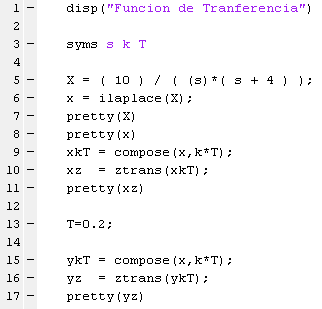 1 – disp("Funcion de Tranferencia")
2
3 – syms s k T
4
5 – X = ( 10 ) / ( (s)*( s + 4 ) );
6 – x = ilaplace(X);
7 – pretty(X)
8 – pretty(x)
9 – xkT = compose(x,k*T);
10 – xz  = ztrans(xkT);
11 – pretty(xz)
12
13 – T=0.2;
14
15 – ykT = compose(x,k*T);
16 – yz  = ztrans(ykT);
17 – pretty(yz)